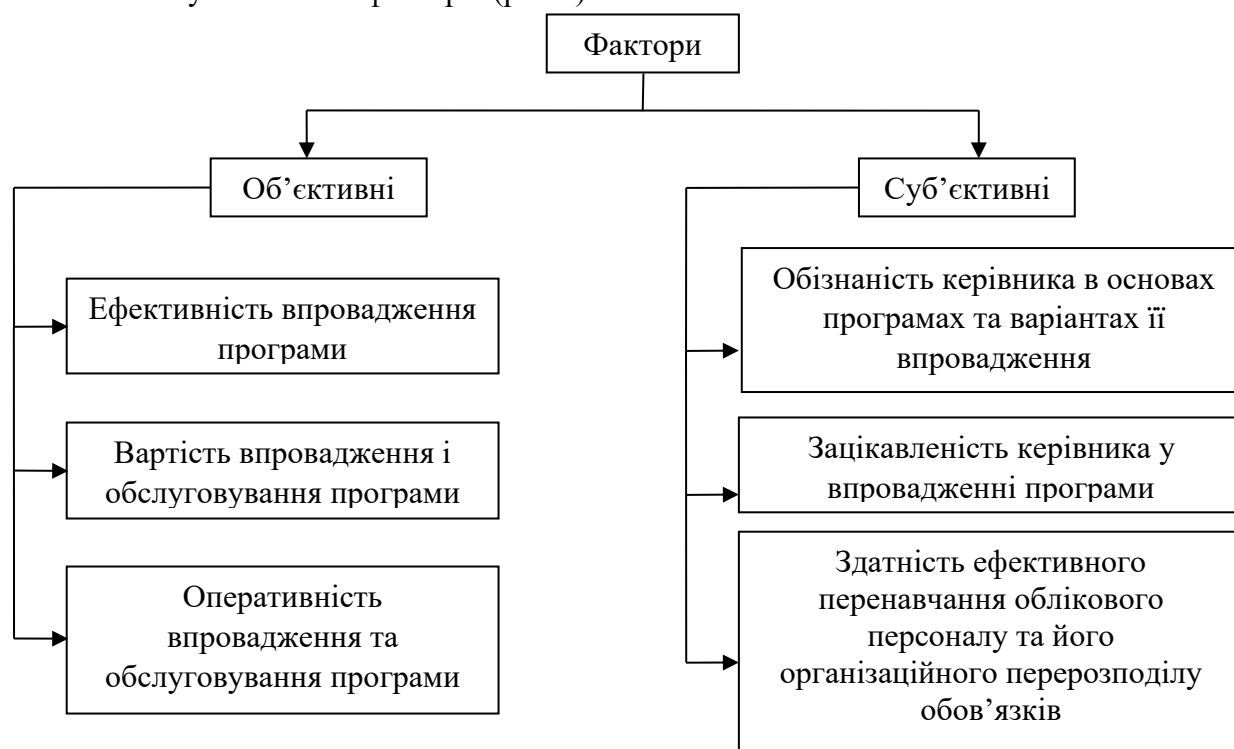 Фактори
Об’єктивні
Суб’єктивні
Ефективність впровадження
програми
Вартість впровадження і
обслуговування програми
Оперативність
впровадження та
обслуговування програми
Обізнаність керівника в основах
програмах та варіантах її
впровадження
Зацікавленість керівника у
впровадженні програми
Здатність ефективного
перенавчання облікового
персоналу та його
організаційного перерозподілу
обов’язків